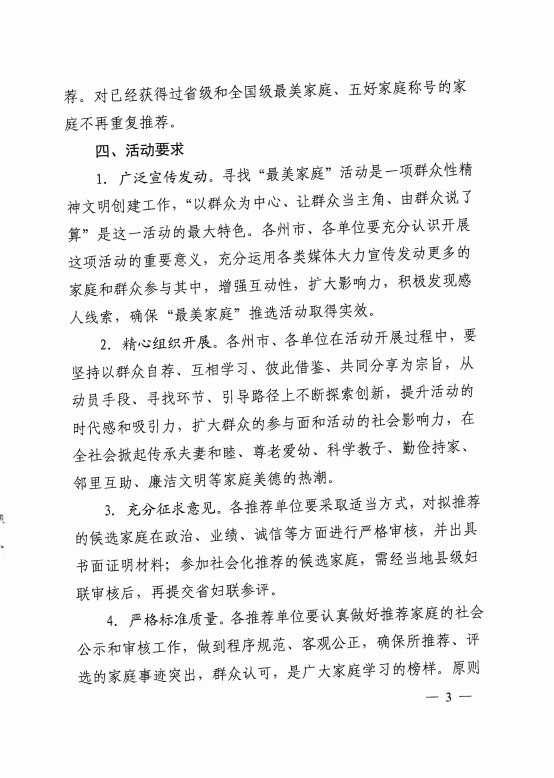 荐。对已经获得过省级和全国级最美家庭、五好家庭称号的家
庭不再重复推荐。
四、活动要求
1. 广泛宣传发动。寻找“最美家庭”活动是一项群众性精
神文明创建工作，“以群众为中心、让群众当主角、由群众说了
算”是这一活动的最大特色。各州市、各单位要充分认识开展
这项活动的重要意义，充分运用各类媒体大力宣传发动更多的
家庭和群众参与其中，增强互动性，扩大影响力，积极发现感
人线索，确保“最美家庭”推选活动取得实效。
2. 精心组织开展。各州市、各单位在活动开展过程中，要
坚持以群众自荐、互相学习、彼此借鉴、共同分享为宗旨，从
动员手段、寻找环节、引导路径上不断探索创新，提升活动的
时代感和吸引力，扩大群众的参与面和活动的社会影响力，在
全社会掀起传承夫妻和睦、尊老爱幼、科学教子、勤俭持家、
邻里互助、廉洁文明等家庭美德的热潮。
3. 充分征求意见。各推荐单位要采取适当方式，对拟推荐
的候选家庭在政治、业绩、诚信等方面进行严格审核，并出具
书面证明材料；参加社会化推荐的候选家庭，需经当地县级妇
联审核后，再提交省妇联参评。
4. 严格标准质量。各推荐单位要认真做好推荐家庭的社会
公示和审核工作，做到程序规范、客观公正，确保所推荐、评
选的家庭事迹突出，群众认可，是广大家庭学习的榜样。原则
— 3 —